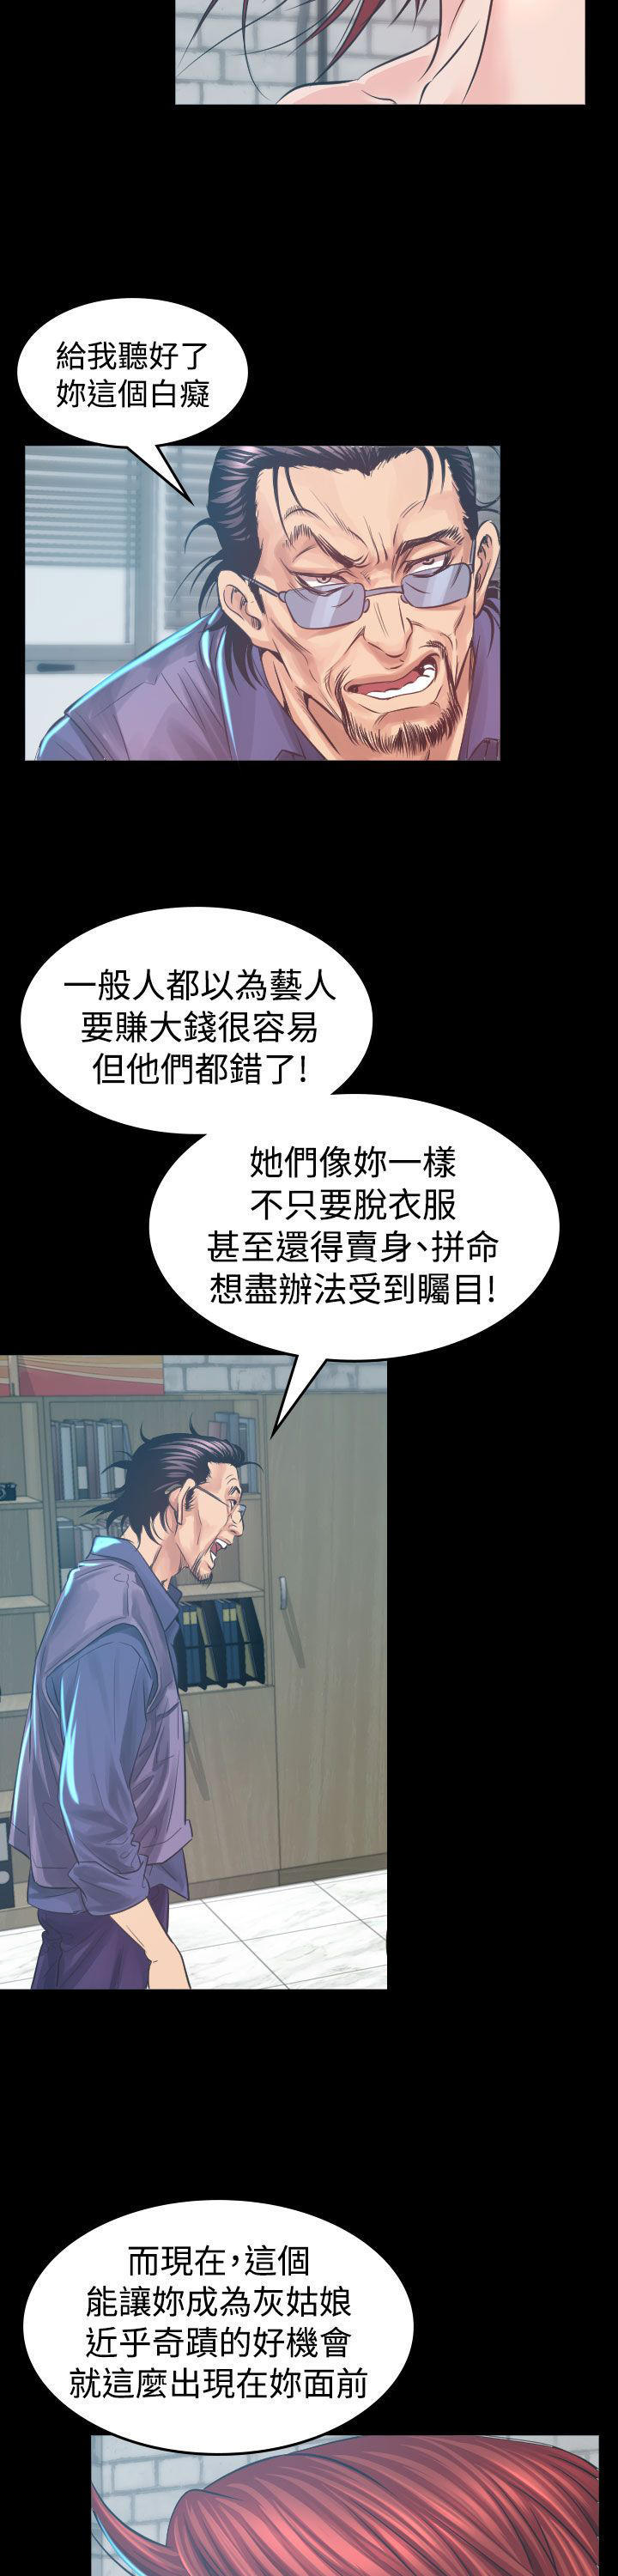 給我聽好了
妳這個白癡
一般人都以為藝人
要賺大錢很容易
但他們都錯了!
她們像妳一樣
不只要脫衣服
甚至還得賣身、拼命
想盡辦法受到矚目!
而現在,這個
能讓妳成為灰姑娘
近乎奇蹟的好機會
就這麼出現在妳面前